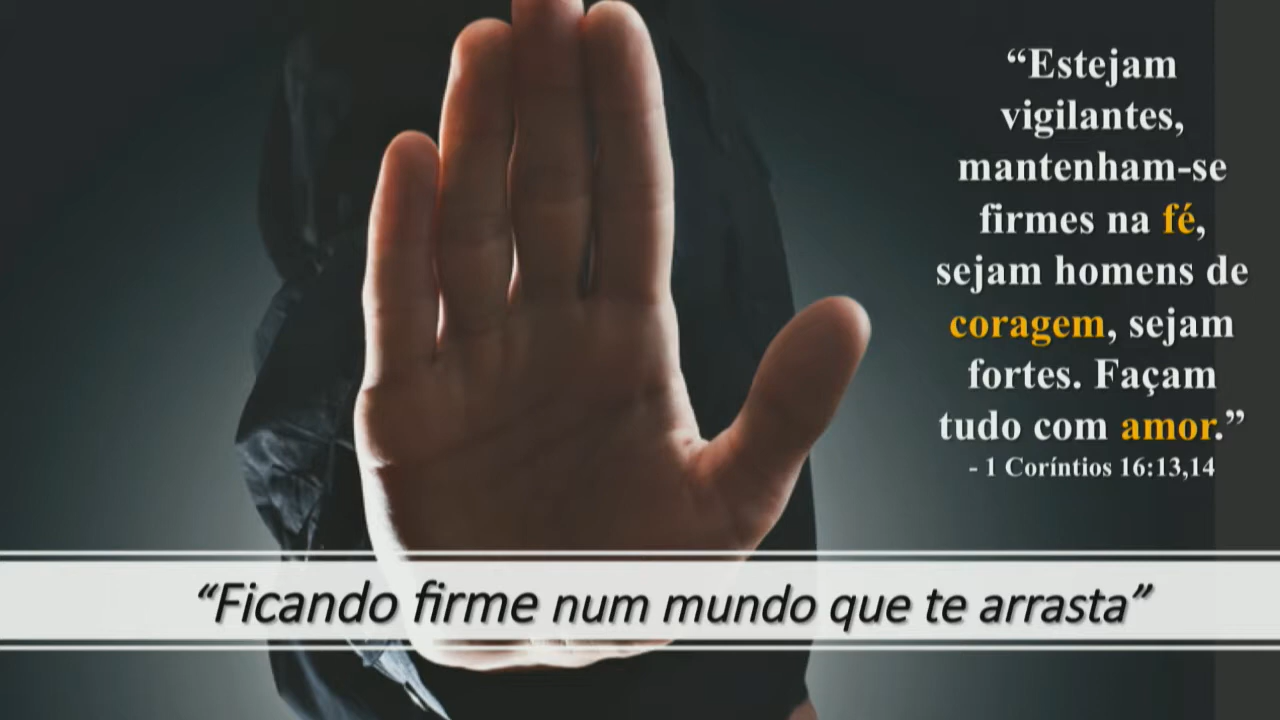 “Estejam
vigilantes,
mantenham-se
firmes na fé,
sejam homens de
coragem, sejam
fortes. Façam
tudo com amor.”
- 1 Coríntios 16:13,14
“Ficando firme num mundo que te arrasta”